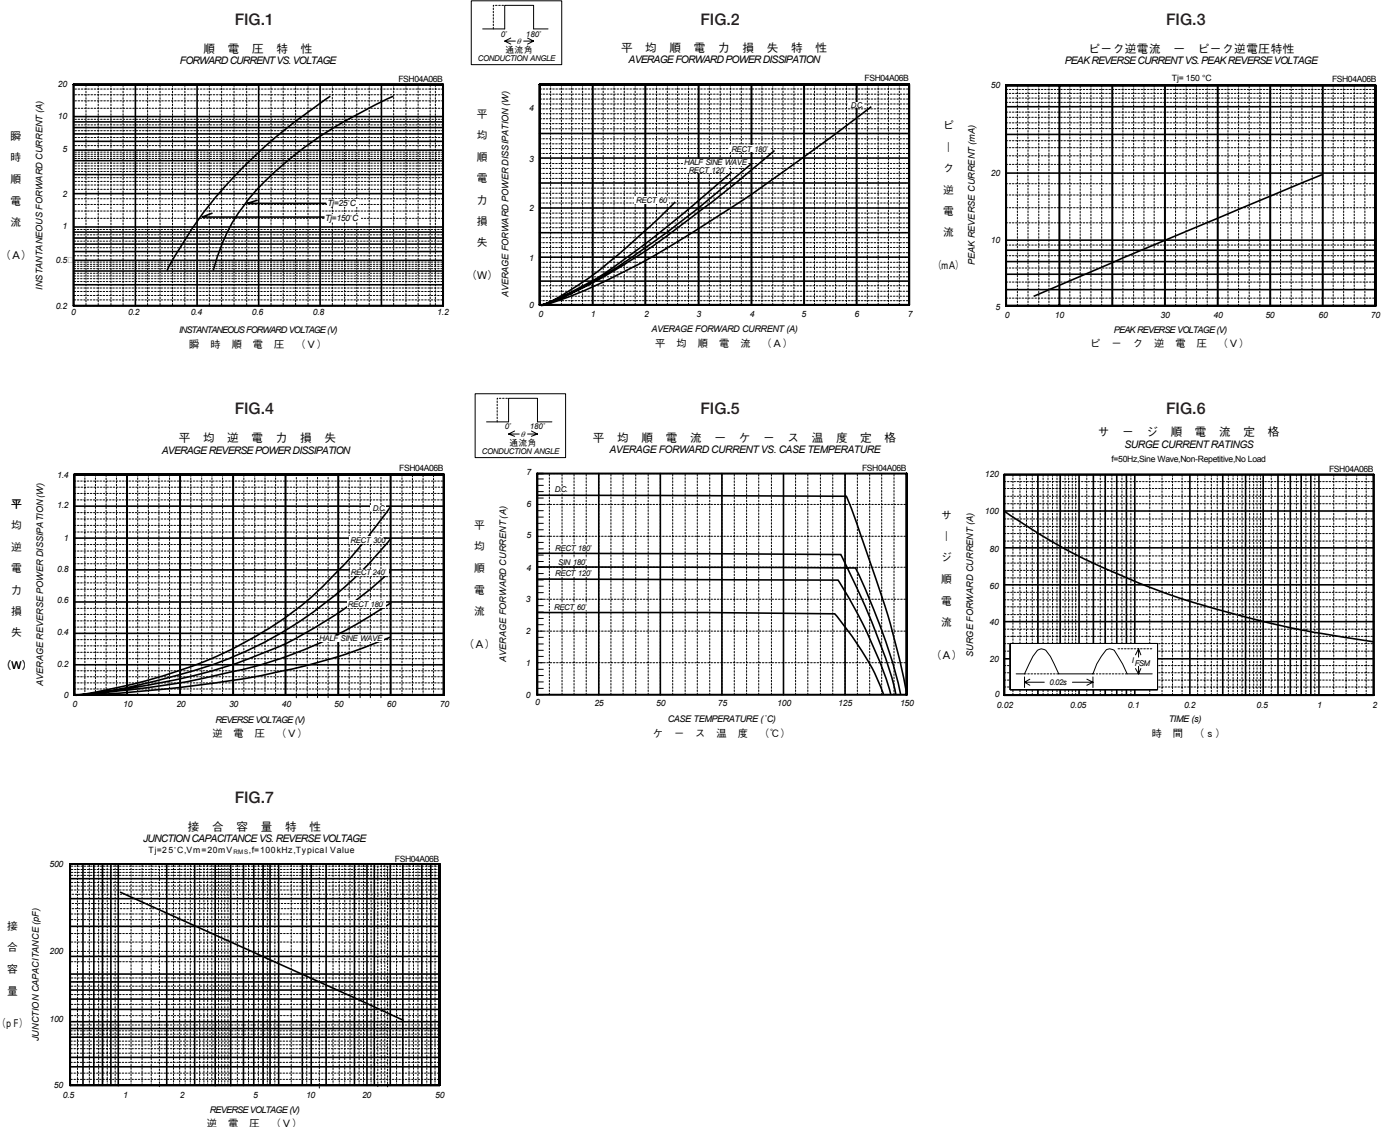 FIG.1
順電圧特性
FORWARD CURRENT VS. VOLTAGE
FSH04A06B
瞬時順電流
(A)
INSTANTANEOUS FORWARD CURRENT (A)
20
10
5
2
1
0.5
0.2
Tj=25°C
Tj=150°C
0 0.2 0.4 0.6 0.8 1.0 1.2
INSTANTANEOUS FORWARD VOLTAGE (V)
瞬時順電圧 (V)
0° 180°
θ
通流角
CONDUCTION ANGLE
FIG.2
平均順電力損失特性
AVERAGE FORWARD POWER DISSIPATION
FSH04A06B
平均順電力損失
(W)
AVERAGE FORWARD POWER DISSIPATION (W)
4
3
2
1
0
D.C.
RECT 180°
HALF SINE WAVE
RECT 120°
RECT 60°
0 1 2 3 4 5 6 7
AVERAGE FORWARD CURRENT (A)
平均順電流 (A)
FIG.3
ピーク逆電流 ー ピーク逆電圧特性
PEAK REVERSE CURRENT VS. PEAK REVERSE VOLTAGE
Tj= 150 °C
FSH04A06B
ピーク逆電流
(mA)
PEAK REVERSE CURRENT (mA)
50
20
10
5
0 10 20 30 40 50 60 70
PEAK REVERSE VOLTAGE (V)
ピーク逆電圧 (V)
FIG.4
平均逆電力損失
AVERAGE REVERSE POWER DISSIPATION
FSH04A06B
平均逆電力損失
(W)
AVERAGE REVERSE POWER DISSIPATION (W)
1.4
1.2
1
0.8
0.6
0.4
0.2
0
D.C.
RECT 300°
RECT 240°
RECT 180°
HALF SINE WAVE
0 10 20 30 40 50 60 70
REVERSE VOLTAGE (V)
逆電圧 (V)
0° 180°
θ
通流角
CONDUCTION ANGLE
FIG.5
平均順電流ーケース温度定格
AVERAGE FORWARD CURRENT VS. CASE TEMPERATURE
FSH04A06B
平均順電流
(A)
AVERAGE FORWARD CURRENT (A)
7
6
5
4
3
2
1
0
D.C.
RECT 180°
SIN 180°
RECT 120°
RECT 60°
0 25 50 75 100 125 150
CASE TEMPERATURE (°C)
ケース温度 (℃)
FIG.6
サージ順電流定格
SURGE CURRENT RATINGS
f=50Hz,Sine Wave,Non-Repetitive,No Load
FSH04A06B
サージ順電流
(A)
SURGE FORWARD CURRENT (A)
120
100
80
60
40
20
0
I FSM
0.02s
0.02 0.05 0.1 0.2 0.5 1 2
TIME (s)
時間 (s)
FIG.7
接合容量特性
JUNCTION CAPACITANCE VS. REVERSE VOLTAGE
Tj=25°C,Vm=20mVRMS,f=100kHz,Typical Value
FSH04A06B
接合容量
(pF)
JUNCTION CAPACITANCE (pF)
500
200
100
50
0.5 1 2 5 10 20 50
REVERSE VOLTAGE (V)
逆電圧 (V)